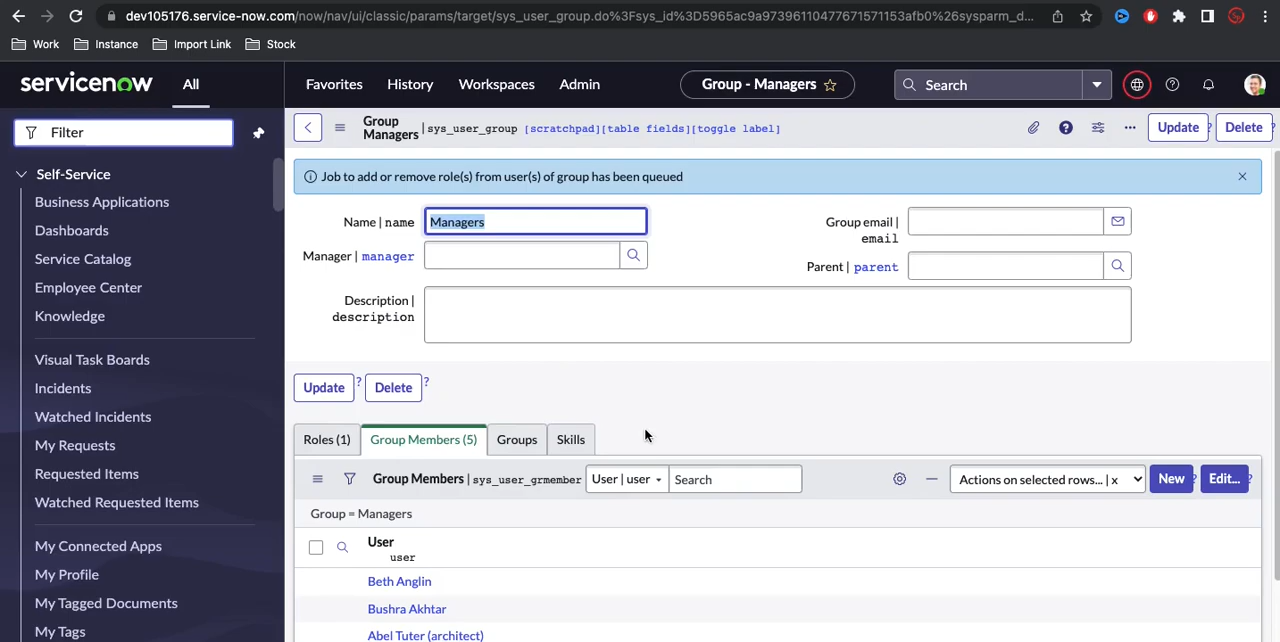 dev105176.service-now.com/now/nav/ui/classic/params/target/sys_user_group.do%3Fsys_id%3D5965ac9a97396110477671571153afb0%26sysparm_d...
Work Instance Import Link Stock
servicenow All Favorites History Workspaces Admin Group - Managers Search
Filter
Self-Service
Business Applications
Dashboards
Service Catalog
Employee Center
Knowledge
Visual Task Boards
Incidents
Watched Incidents
My Requests
Requested Items
Watched Requested Items
My Connected Apps
My Profile
My Tagged Documents
My Tags
Group
Managers | sys_user_group [scratchpad][table fields][toggle label] Update ? Delete ?
Job to add or remove role(s) from user(s) of group has been queued
Name | name Managers
Manager | manager
Description |
description
Group email |
email
Parent | parent
Update ? Delete ?
Roles (1) Group Members (5) Groups Skills
Group Members | sys_user_grmember User | user Search Actions on selected rows... | x New ? Edit... ?
Group = Managers
User
user
Beth Anglin
Bushra Akhtar
Abel Tuter (architect)